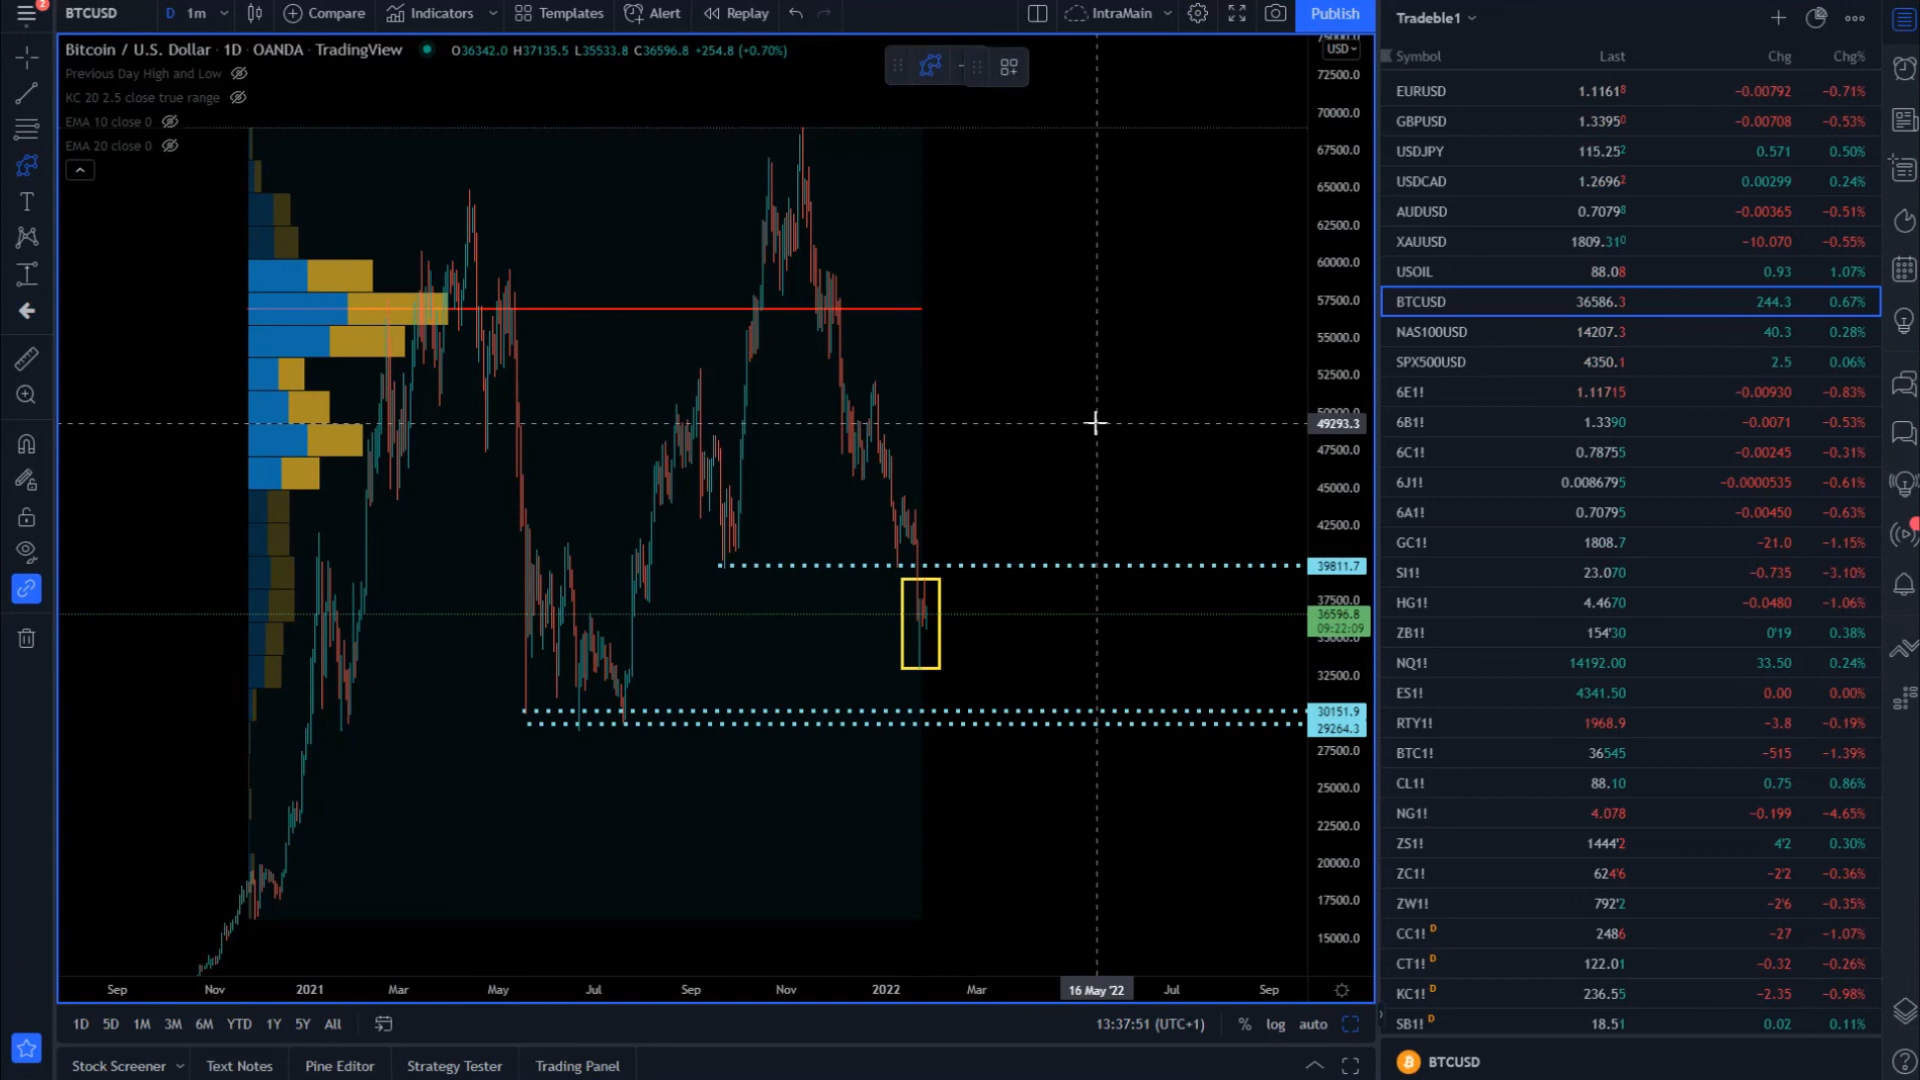 2
BTCUSD D 1m Compare Indicators Templates Alert Replay IntraMain Publish
Bitcoin / U.S. Dollar · 1D · OANDA · TradingView O36342.0 H37135.5 L35533.8 C36596.8 +254.8 (+0.70%)
Previous Day High and Low
KC 20 2.5 close true range
EMA 10 close 0
EMA 20 close 0
USD
72500.0
70000.0
67500.0
65000.0
62500.0
60000.0
57500.0
55000.0
52500.0
49293.3
47500.0
45000.0
42500.0
39811.7
37500.0
36596.8
09:22:09
35000.0
32500.0
30151.9
29264.3
27500.0
25000.0
22500.0
20000.0
17500.0
15000.0
Sep Nov 2021 Mar May Jul Sep Nov 2022 Mar 16 May '22 Jul Sep
1D 5D 1M 3M 6M YTD 1Y 5Y All 13:37:51 (UTC+1) % log auto
Stock Screener Text Notes Pine Editor Strategy Tester Trading Panel
Tradeble1
Symbol Last Chg Chg%
EURUSD 1.11618 −0.00792 −0.71%
GBPUSD 1.33950 −0.00708 −0.53%
USDJPY 115.252 0.571 0.50%
USDCAD 1.26962 0.00299 0.24%
AUDUSD 0.70798 −0.00365 −0.51%
XAUUSD 1809.310 −10.070 −0.55%
USOIL 88.08 0.93 1.07%
BTCUSD 36586.3 244.3 0.67%
NAS100USD 14207.3 40.3 0.28%
SPX500USD 4350.1 2.5 0.06%
6E1! 1.11715 −0.00930 −0.83%
6B1! 1.3390 −0.0071 −0.53%
6C1! 0.78755 −0.00245 −0.31%
6J1! 0.0086795 −0.0000535 −0.61%
6A1! 0.70795 −0.00450 −0.63%
GC1! 1808.7 −21.0 −1.15%
SI1! 23.070 −0.735 −3.10%
HG1! 4.4670 −0.0480 −1.06%
ZB1! 154'30 0'19 0.38%
NQ1! 14192.00 33.50 0.24%
ES1! 4341.50 0.00 0.00%
RTY1! 1968.9 −3.8 −0.19%
BTC1! 36545 −515 −1.39%
CL1! 88.10 0.75 0.86%
NG1! 4.078 −0.199 −4.65%
ZS1! 1444'2 4'2 0.30%
ZC1! 624'6 −2'2 −0.36%
ZW1! 792'2 −2'6 −0.35%
CC1! D 2486 −27 −1.07%
CT1! D 122.01 −0.32 −0.26%
KC1! D 236.55 −2.35 −0.98%
SB1! D 18.51 0.02 0.11%
BTCUSD